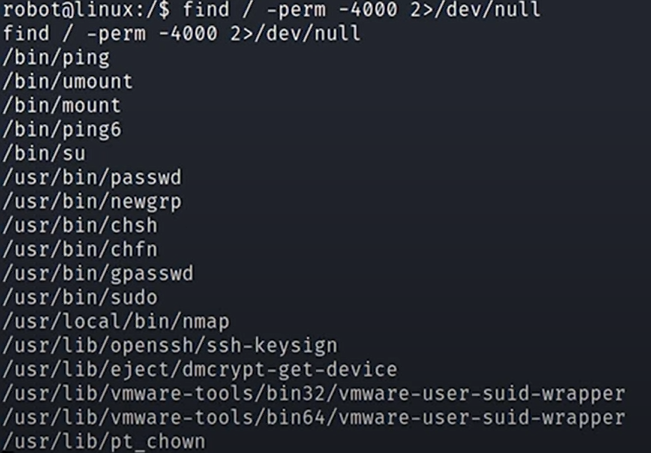 robot@linux:/$ find / -perm -4000 2>/dev/null
find / -perm -4000 2>/dev/null
/bin/ping
/bin/umount
/bin/mount
/bin/ping6
/bin/su
/usr/bin/passwd
/usr/bin/newgrp
/usr/bin/chsh
/usr/bin/chfn
/usr/bin/gpasswd
/usr/bin/sudo
/usr/local/bin/nmap
/usr/lib/openssh/ssh-keysign
/usr/lib/eject/dmcrypt-get-device
/usr/lib/vmware-tools/bin32/vmware-user-suid-wrapper
/usr/lib/vmware-tools/bin64/vmware-user-suid-wrapper
/usr/lib/pt_chown